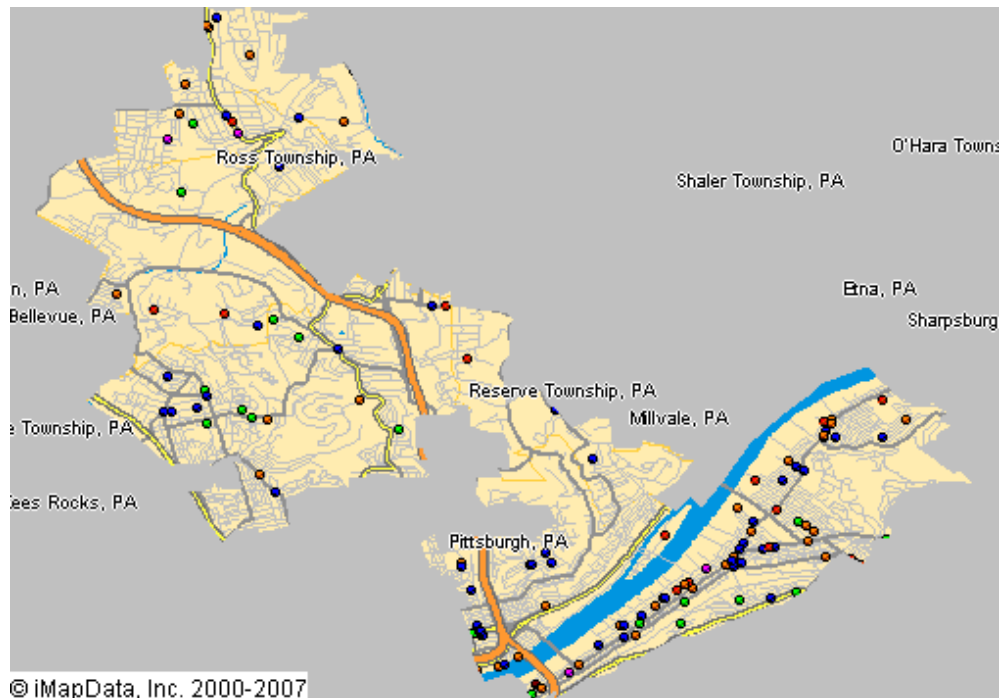 O'Hara Towns
Ross Township, PA
Shaler Township, PA
n, PA
Etna, PA
Bellevue, PA
Sharpsburg
Reserve Township, PA
Millvale, PA
e Township, PA
Kees Rocks, PA
Pittsburgh, PA
© iMapData, Inc. 2000-2007